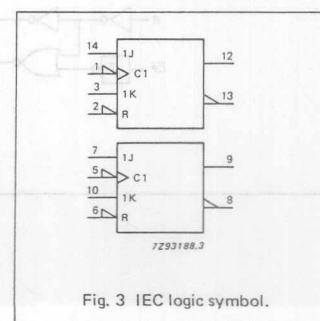 14 1J 12
1 C1
3 1K 13
2 R
7 1J 9
5 C1
10 1K 8
6 R
7Z93188.3
Fig. 3 IEC logic symbol.